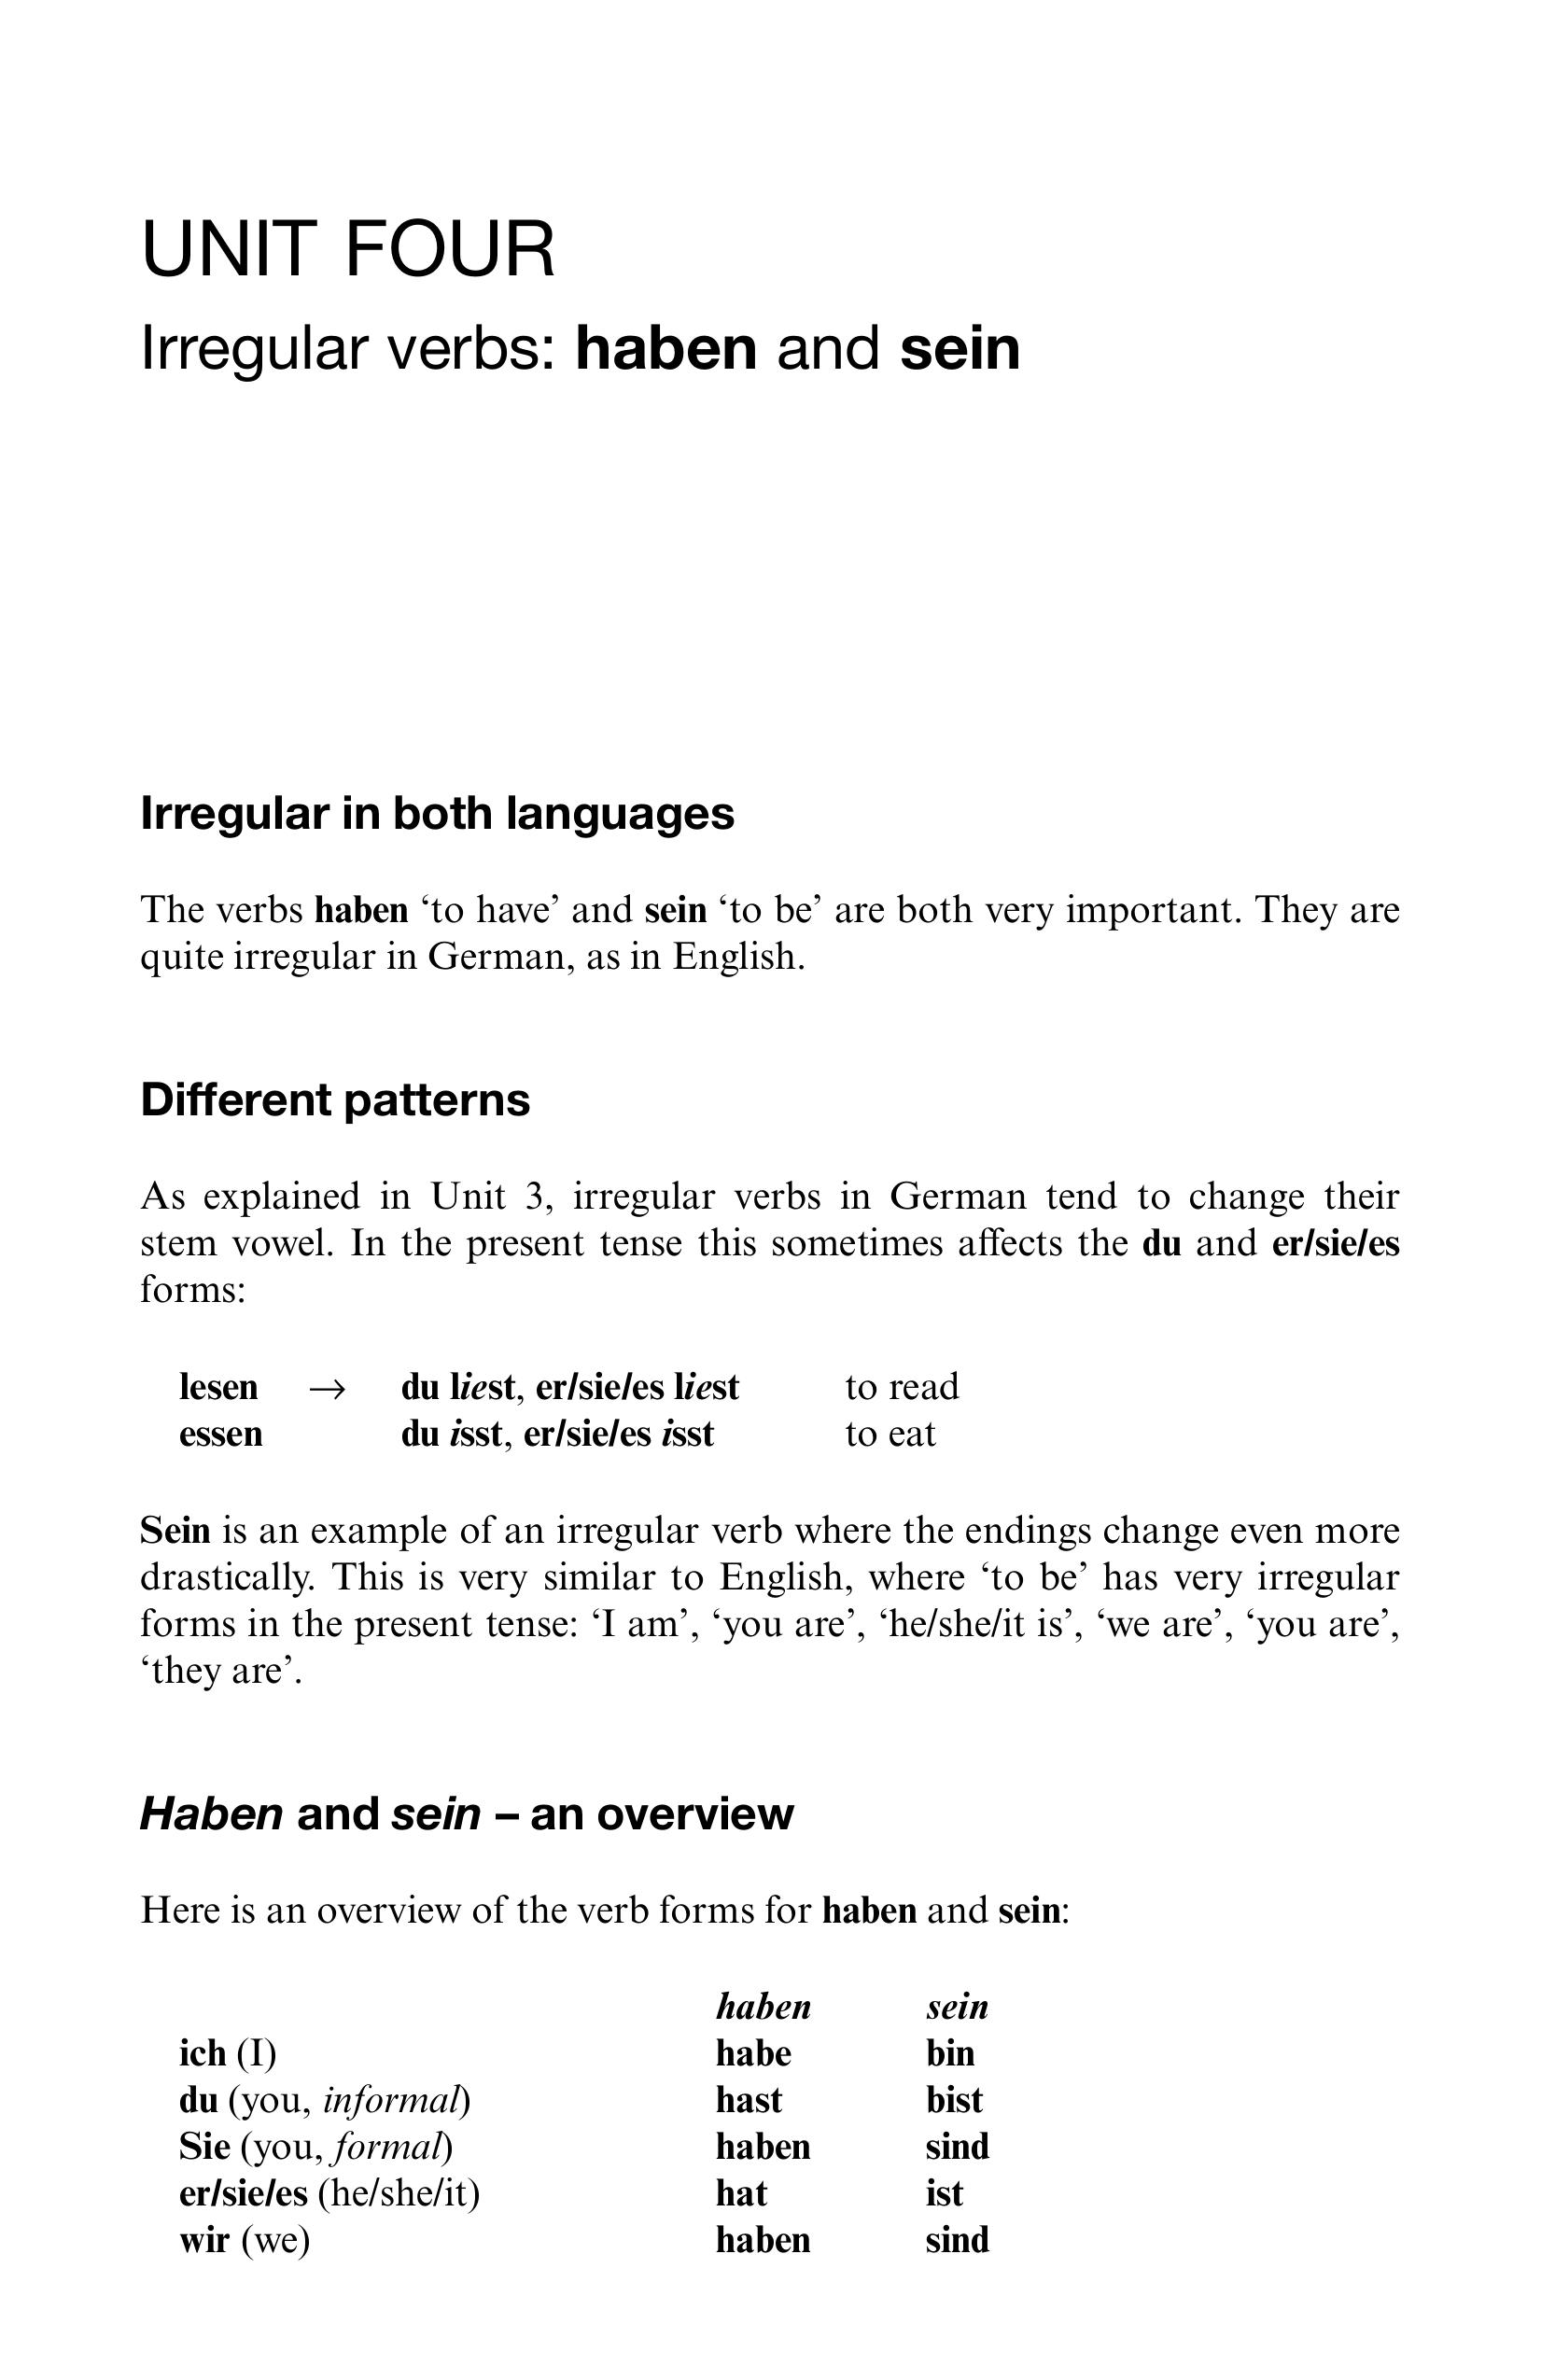 UNIT FOUR
Irregular verbs: haben and sein
Irregular in both languages
The verbs haben ‘to have’ and sein ‘to be’ are both very important. They are
quite irregular in German, as in English.
Different patterns
As explained in Unit 3, irregular verbs in German tend to change their
stem vowel. In the present tense this sometimes affects the du and er/sie/es
forms:
lesen → du liest, er/sie/es liest to read
essen du isst, er/sie/es isst to eat
Sein is an example of an irregular verb where the endings change even more
drastically. This is very similar to English, where ‘to be’ has very irregular
forms in the present tense: ‘I am’, ‘you are’, ‘he/she/it is’, ‘we are’, ‘you are’,
‘they are’.
Haben and sein – an overview
Here is an overview of the verb forms for haben and sein:
haben sein
ich (I) habe bin
du (you, informal) hast bist
Sie (you, formal) haben sind
er/sie/es (he/she/it) hat ist
wir (we) haben sind